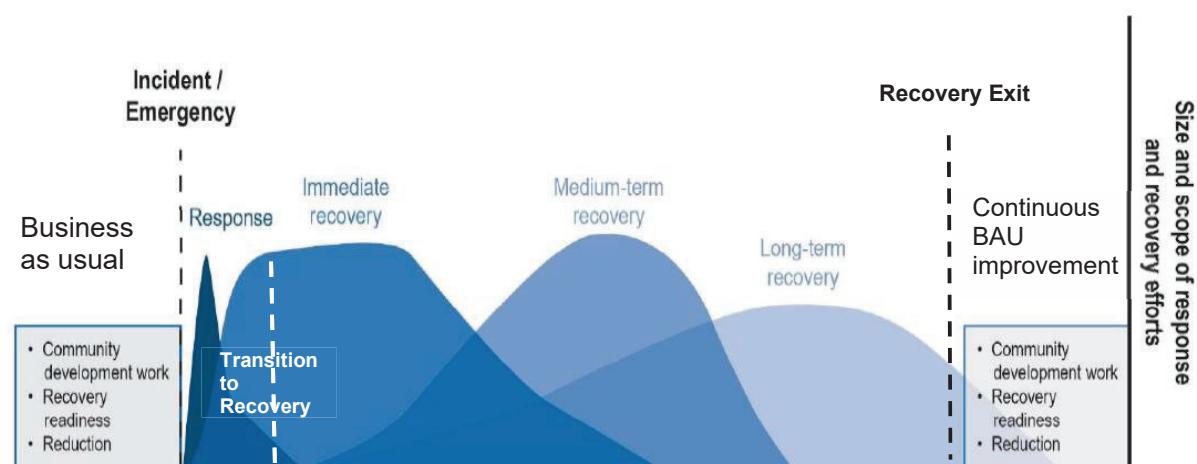 Incident /
Emergency
Recovery Exit
Immediate
recovery
Medium-term
recovery
Response
Long-term
recovery
Business
as usual
Continuous
BAU
improvement
Size and scope of response
and recovery efforts
Transition
to
Recovery
• Community
development work
• Recovery
readiness
• Reduction
• Community
development work
• Recovery
readiness
• Reduction